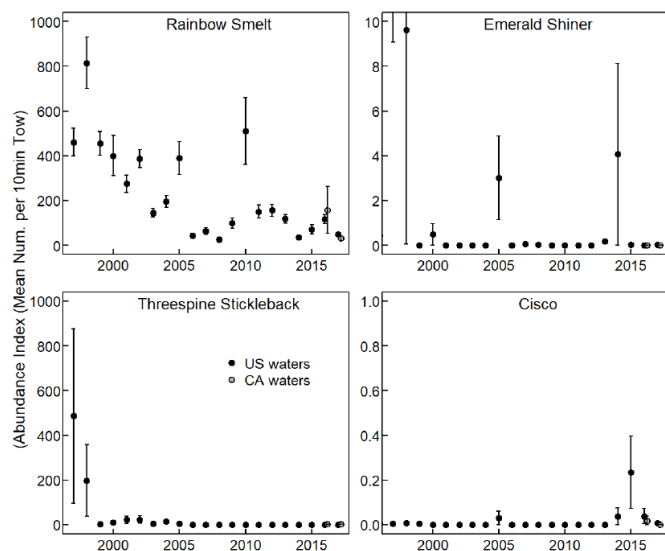 Rainbow Smelt
1000
800
600
400
200
0
2000 2005 2010 2015
Emerald Shiner
10
8
6
4
2
0
2000 2005 2010 2015
Threespine Stickleback
1000
800
600
400
200
0
US waters
CA waters
2000 2005 2010 2015
Cisco
1.0
0.8
0.6
0.4
0.2
0.0
2000 2005 2010 2015
(Abundance Index (Mean Num. per 10min Tow)